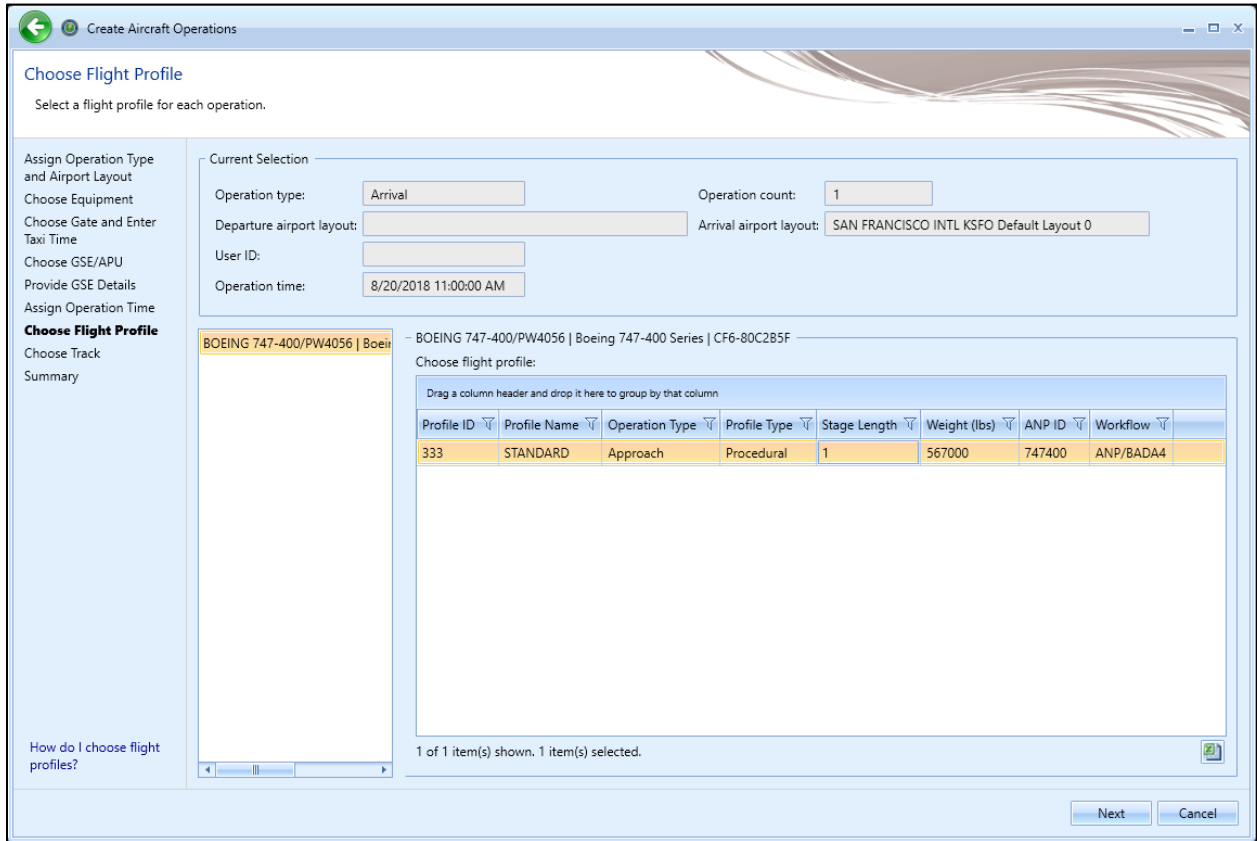 Create Aircraft Operations
Choose Flight Profile
Select a flight profile for each operation.
Assign Operation Type
and Airport Layout
Choose Equipment
Choose Gate and Enter
Taxi Time
Choose GSE/APU
Provide GSE Details
Assign Operation Time
Choose Flight Profile
Choose Track
Summary
How do I choose flight
profiles?
Current Selection
Operation type: Arrival Operation count: 1
Departure airport layout: Arrival airport layout: SAN FRANCISCO INTL KSFO Default Layout 0
User ID:
Operation time: 8/20/2018 11:00:00 AM
BOEING 747-400/PW4056 | Boein
BOEING 747-400/PW4056 | Boeing 747-400 Series | CF6-80C2B5F
Choose flight profile:
Drag a column header and drop it here to group by that column
Profile ID Profile Name Operation Type Profile Type Stage Length Weight (lbs) ANP ID Workflow
333 STANDARD Approach Procedural 1 567000 747400 ANP/BADA4
1 of 1 item(s) shown. 1 item(s) selected.
Next Cancel